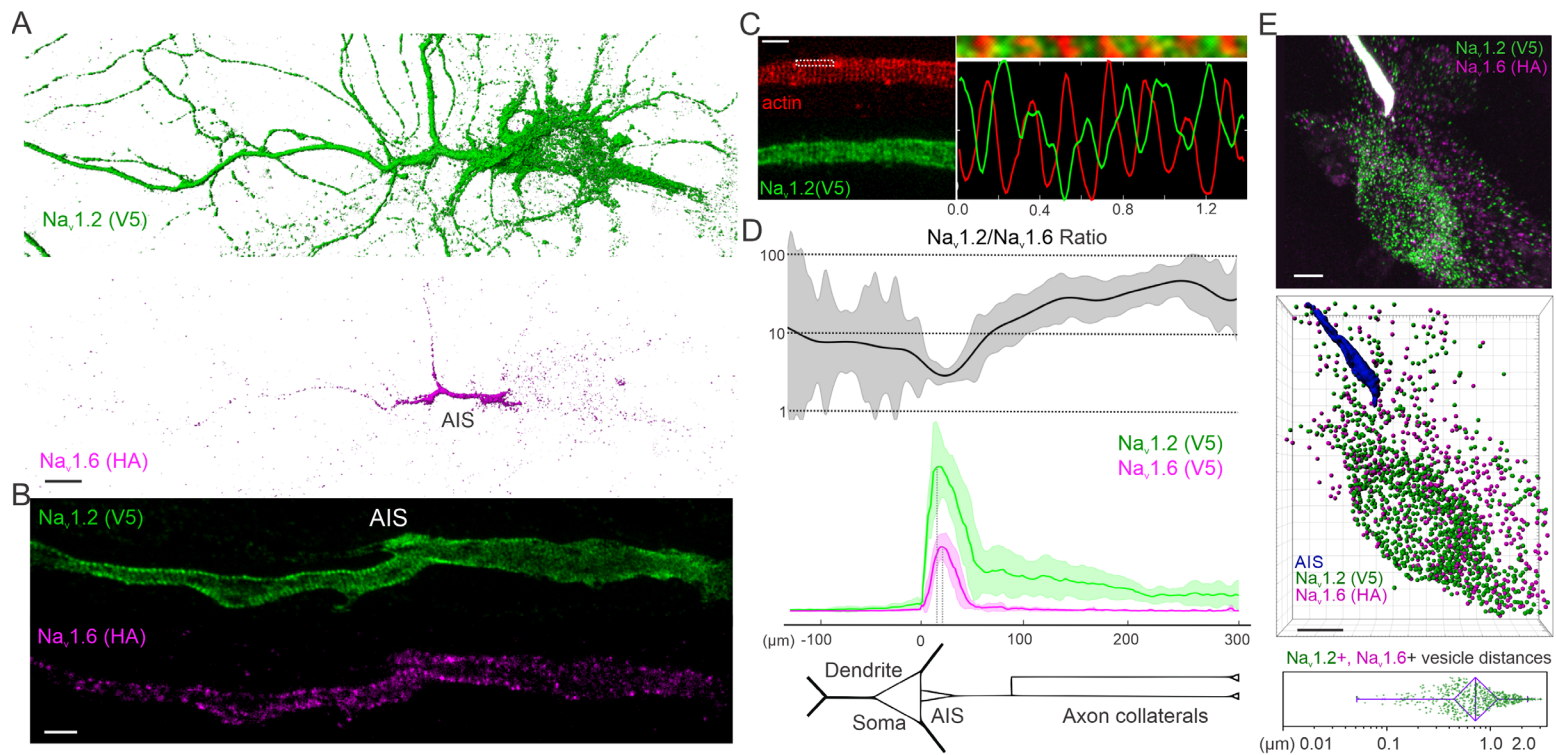 A
Naᵥ1.2 (V5)
AIS
Naᵥ1.6 (HA)
B
Naᵥ1.2 (V5)
AIS
Naᵥ1.6 (HA)
C
actin
Naᵥ1.2(V5)
0.0 0.4 0.8 1.2
D
Naᵥ1.2/Naᵥ1.6 Ratio
100
10
1
Naᵥ1.2 (V5)
Naᵥ1.6 (V5)
(μm) -100 0 100 200 300
Dendrite
Soma
AIS
Axon collaterals
E
Naᵥ1.2 (V5)
Naᵥ1.6 (HA)
AIS
Naᵥ1.2 (V5)
Naᵥ1.6 (HA)
Naᵥ1.2+, Naᵥ1.6+ vesicle distances
(μm) 0.01 0.1 1.0 2.0